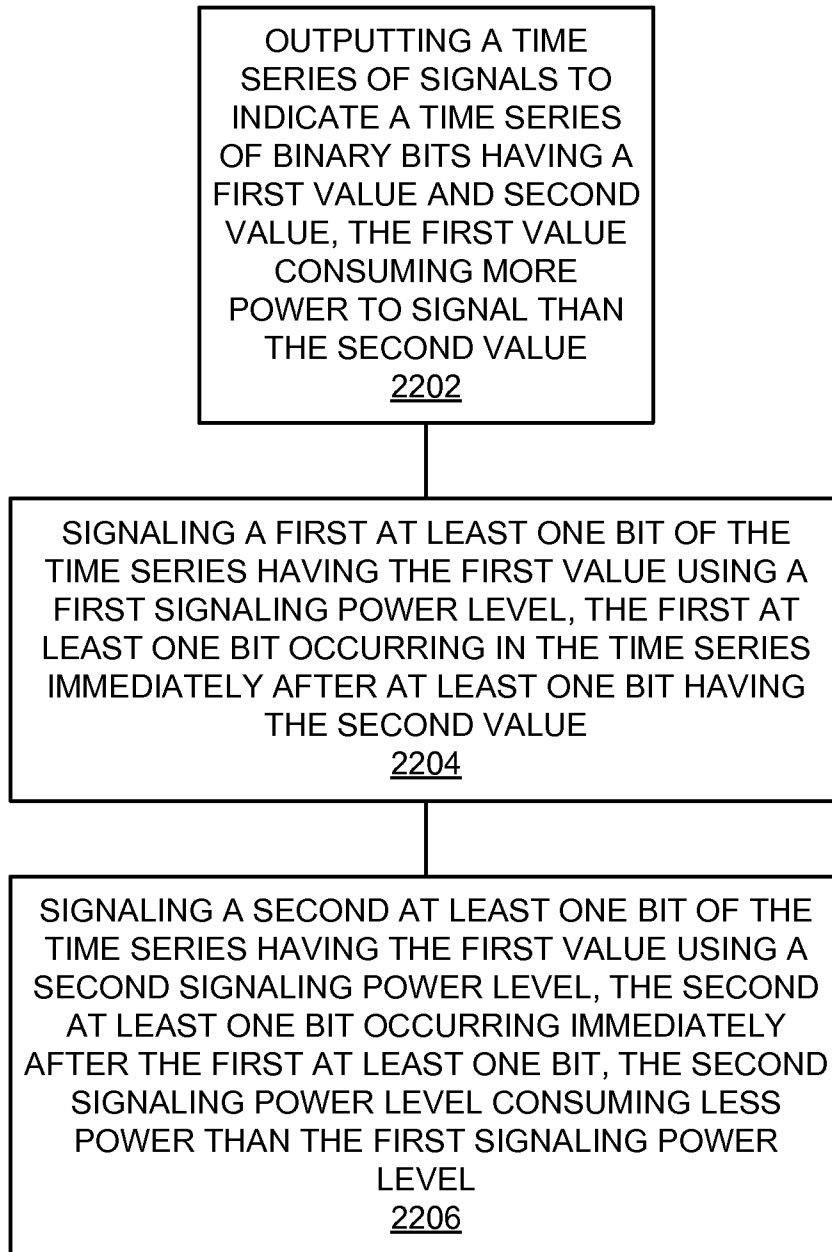 OUTPUTTING A TIME
SERIES OF SIGNALS TO
INDICATE A TIME SERIES
OF BINARY BITS HAVING A
FIRST VALUE AND SECOND
VALUE, THE FIRST VALUE
CONSUMING MORE
POWER TO SIGNAL THAN
THE SECOND VALUE
2202
SIGNALING A FIRST AT LEAST ONE BIT OF THE
TIME SERIES HAVING THE FIRST VALUE USING A
FIRST SIGNALING POWER LEVEL, THE FIRST AT
LEAST ONE BIT OCCURRING IN THE TIME SERIES
IMMEDIATELY AFTER AT LEAST ONE BIT HAVING
THE SECOND VALUE
2204
SIGNALING A SECOND AT LEAST ONE BIT OF THE
TIME SERIES HAVING THE FIRST VALUE USING A
SECOND SIGNALING POWER LEVEL, THE SECOND
AT LEAST ONE BIT OCCURRING IMMEDIATELY
AFTER THE FIRST AT LEAST ONE BIT, THE SECOND
SIGNALING POWER LEVEL CONSUMING LESS
POWER THAN THE FIRST SIGNALING POWER
LEVEL
2206